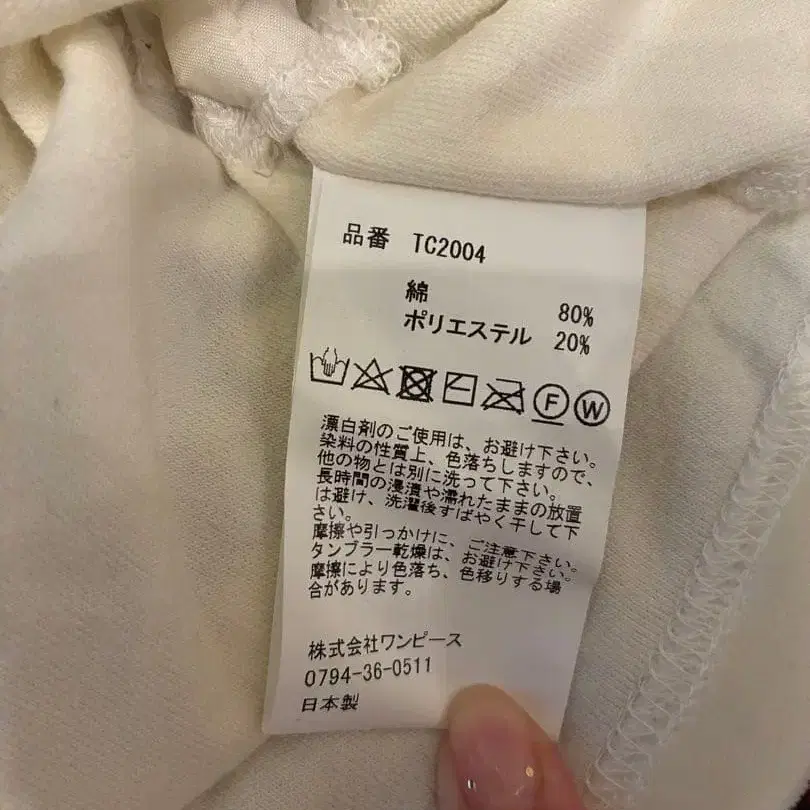 品番 TC2004
綿 80%
ポリエステル 20%
F W
漂白剤のご使用は、お避け下さい。
染料の性質上、色落ちしますので、
他の物とは別に洗って下さい。
長時間の浸漬や濡れたままの放置
は避け、洗濯後すばやく干して下
さい。
摩擦や引っかけに、ご注意下さい。
タンブラー乾燥は、お避け下さい。
摩擦により色落ち、色移りする場
合があります。
株式会社ワンピース
0794-36-0511
日本製